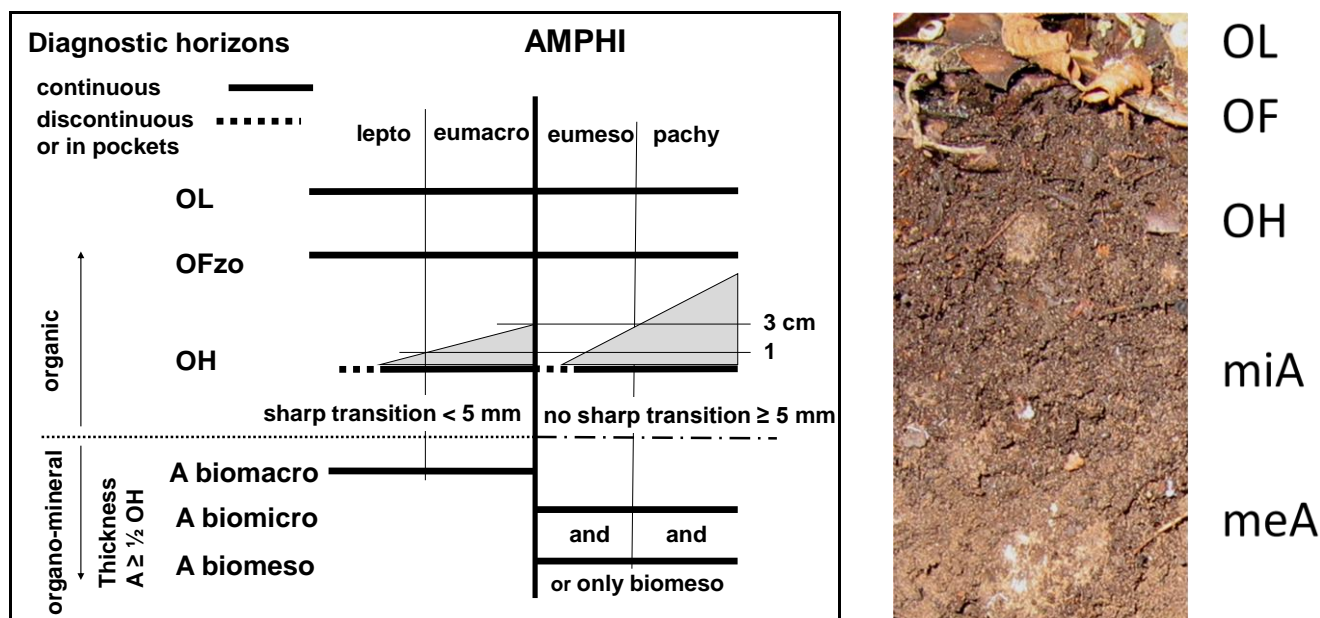 Diagnostic horizons
AMPHI
continuous
discontinuous
or in pockets
lepto
eumacro
eumeso
pachy
OL
OFzo
3 cm
1
OH
organic
sharp transition < 5 mm
no sharp transition ≥ 5 mm
organo-mineral
Thickness
A ≥ ½ OH
A biomacro
A biomicro
and
and
A biomeso
or only biomeso
OL
OF
OH
miA
meA